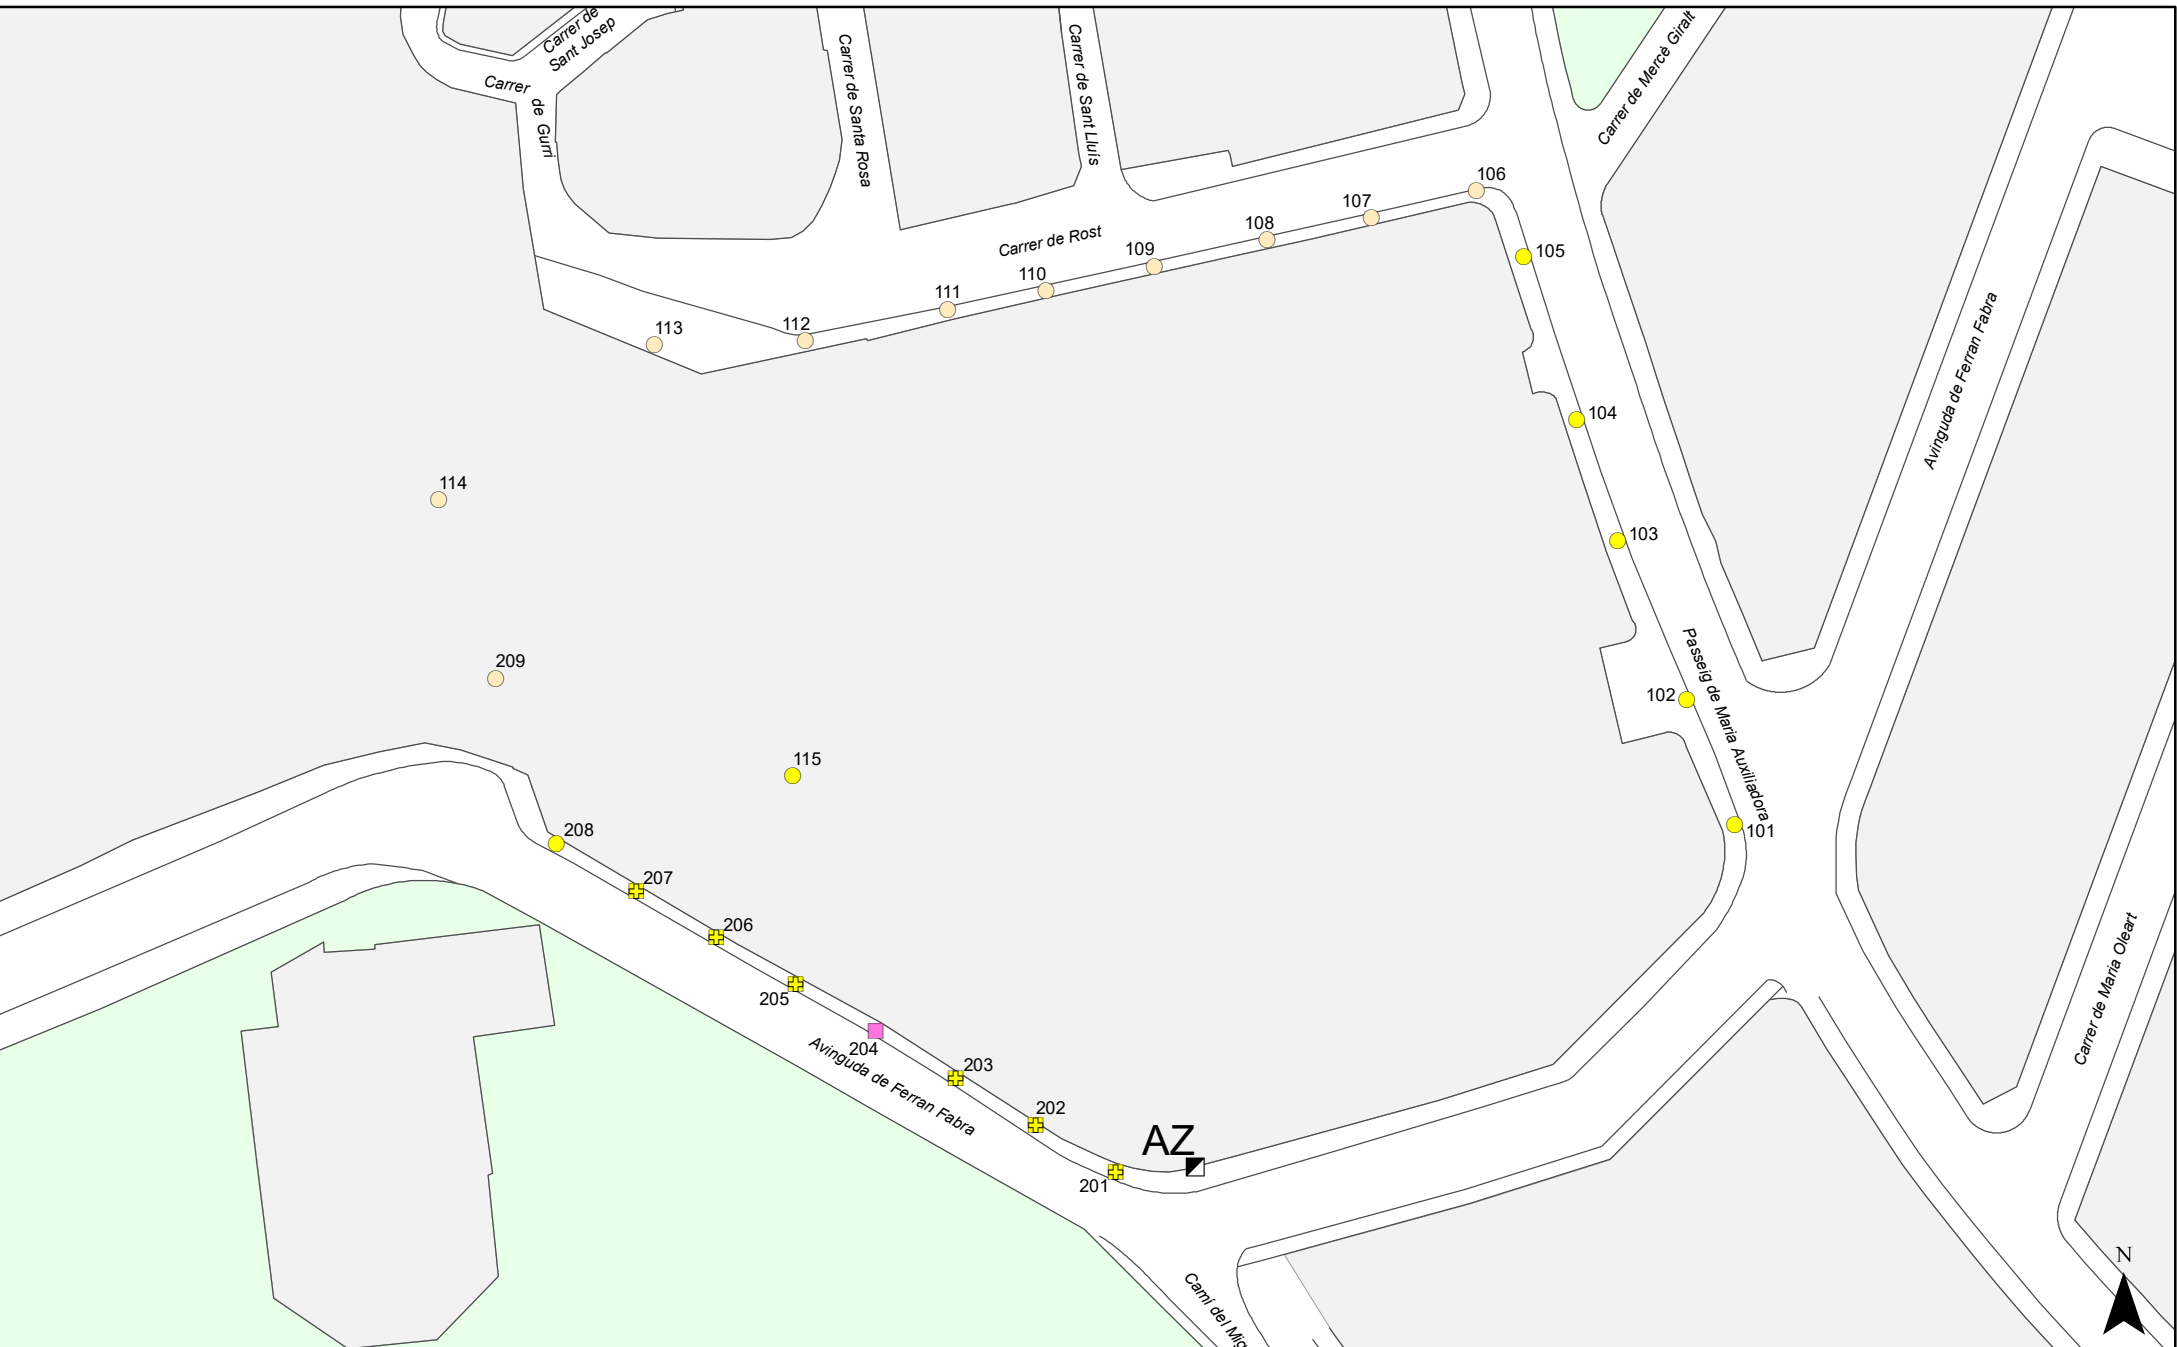 Carrer de
Sant Josep
Carrer
de Gurri
Carrer de Santa Rosa
Carrer de Sant Lluís
Carrer de Mercè Giralt
106
107
108
Carrer de Rost
109
105
110
111
112
113
Avinguda de Ferran Fabra
104
114
103
209
Passeig de Maria Auxiliadora
102
115
208
101
207
206
Carrer de Maria Oleart
205
204
Avinguda de Ferran Fabra
203
202
AZ
201
N
Camí del